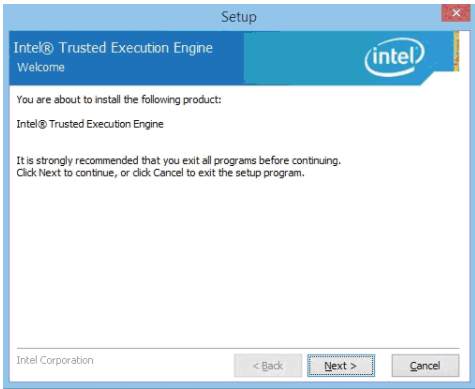 Setup
Intel® Trusted Execution Engine
Welcome
intel
You are about to install the following product:
Intel® Trusted Execution Engine
It is strongly recommended that you exit all programs before continuing.
Click Next to continue, or click Cancel to exit the setup program.
Intel Corporation
< Back Next > Cancel